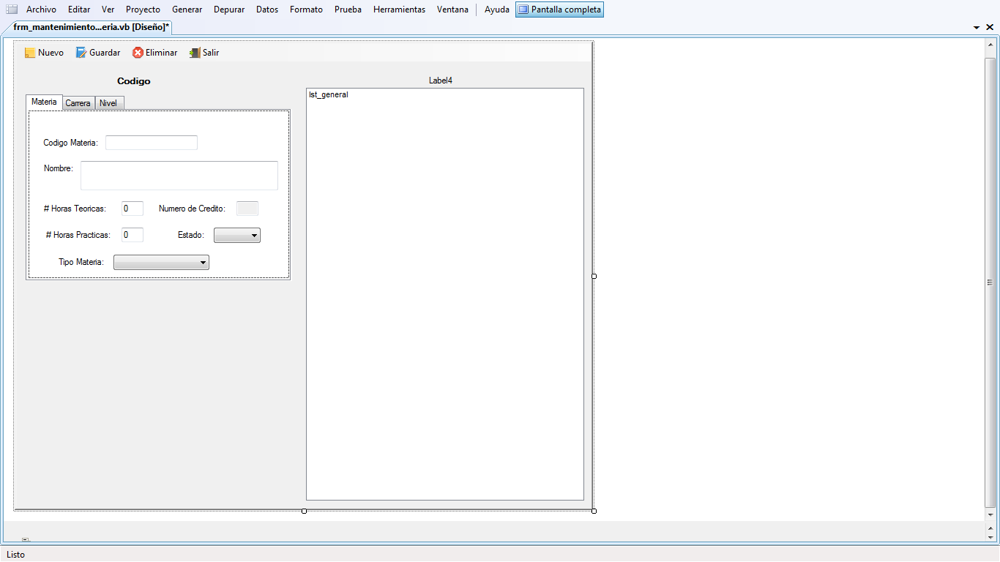 Archivo Editar Ver Proyecto Generar Depurar Datos Formato Prueba Herramientas Ventana Ayuda Pantalla completa
frm_mantenimiento...eria.vb [Diseño]*
Nuevo Guardar Eliminar Salir
Codigo
Materia Carrera Nivel
Codigo Materia:
Nombre:
# Horas Teoricas: 0 Numero de Credito:
# Horas Practicas: 0 Estado:
Tipo Materia:
Label4
lst_general
Listo